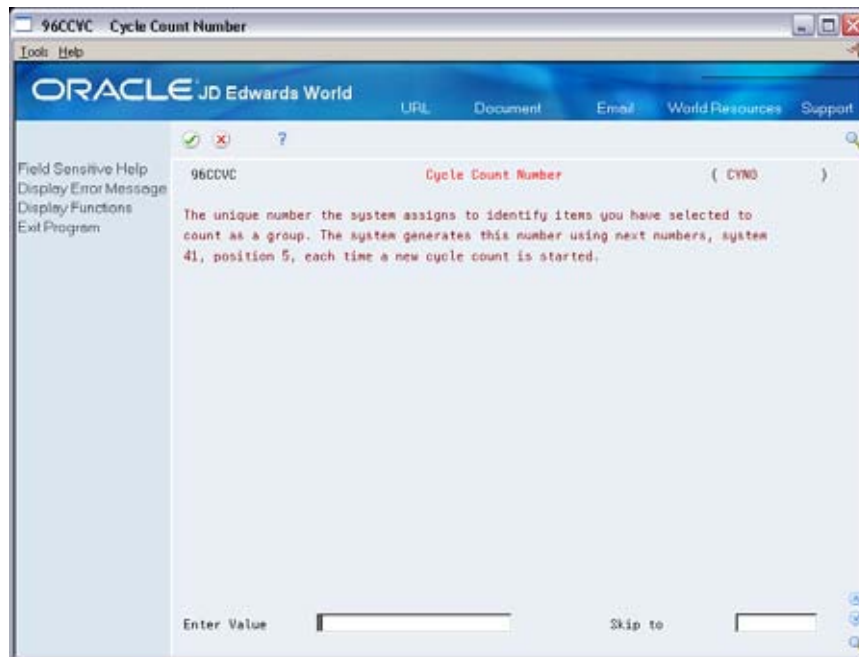 96CCVC Cycle Count Number
Tools Help
ORACLE JD Edwards World
URL Document Email World Resources Support
?
Field Sensitive Help
Display Error Message
Display Functions
Exit Program
96CCVC Cycle Count Number ( CYNO )
The unique number the system assigns to identify items you have selected to
count as a group. The system generates this number using next numbers, system
41, position 5, each time a new cycle count is started.
Enter Value Skip to